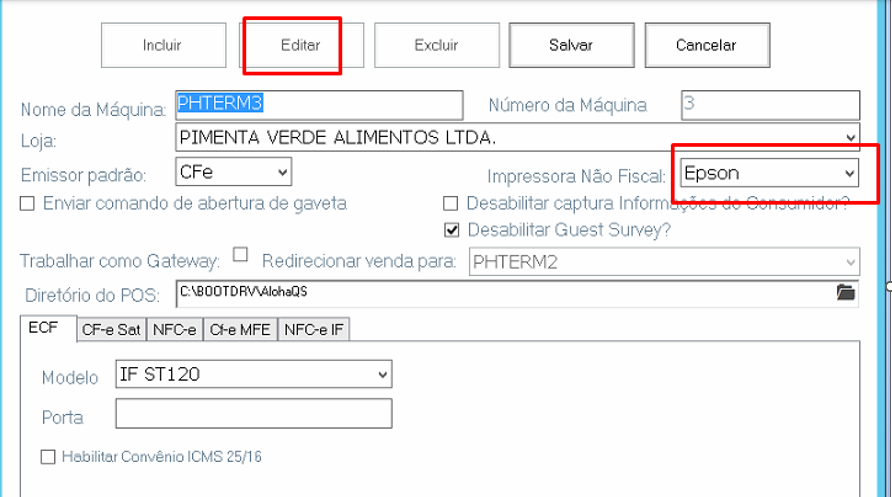 Incluir Editar Excluir Salvar Cancelar
Nome da Máquina: PHTERM3 Número da Máquina 3
Loja: PIMENTA VERDE ALIMENTOS LTDA.
Emissor padrão: CFe Impressora Não Fiscal: Epson
Enviar comando de abertura de gaveta Desabilitar captura Informações do Consumidor?
Desabilitar Guest Survey?
Trabalhar como Gateway: Redirecionar venda para: PHTERM2
Diretório do POS: C:\BOOTDRV\AlohaQS
ECF CF-e Sat NFC-e Cf-e MFE NFC-e IF
Modelo IF ST120
Porta
Habilitar Convênio ICMS 25/16